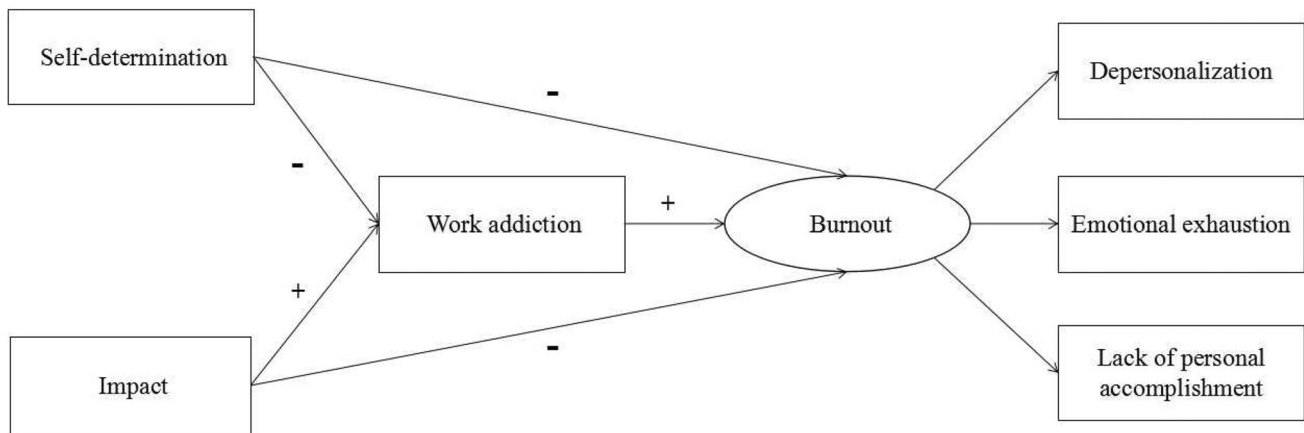 Self-determination
Depersonalization
-
-
Work addiction
+
Burnout
Emotional exhaustion
+
-
Impact
Lack of personal
accomplishment